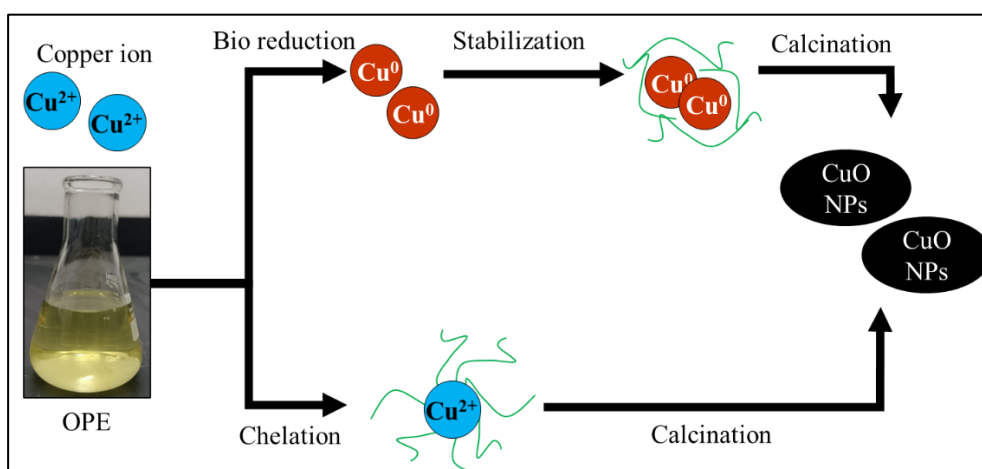 Copper ion
Cu²⁺
Cu²⁺
OPE
Bio reduction
Cu⁰
Cu⁰
Stabilization
Cu⁰
Cu⁰
Calcination
Chelation
Cu²⁺
Calcination
CuO
NPs
CuO
NPs